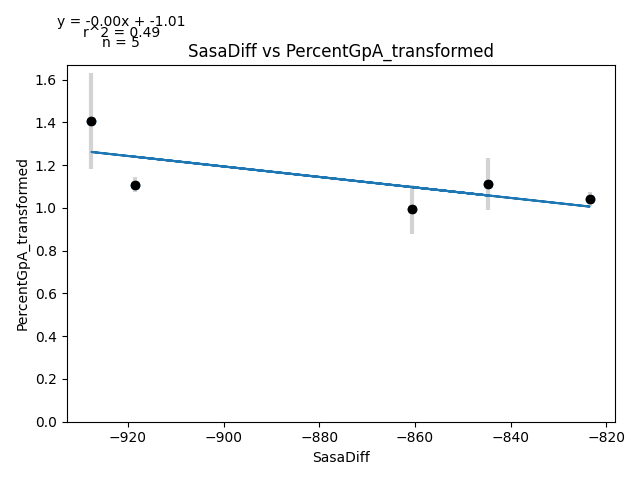 y = -0.00x + -1.01
r^2 = 0.49
n = 5
SasaDiff vs PercentGpA_transformed
1.6
1.4
1.2
1.0
0.8
0.6
0.4
0.2
0.0
PercentGpA_transformed
−920 −900 −880 −860 −840 −820
SasaDiff